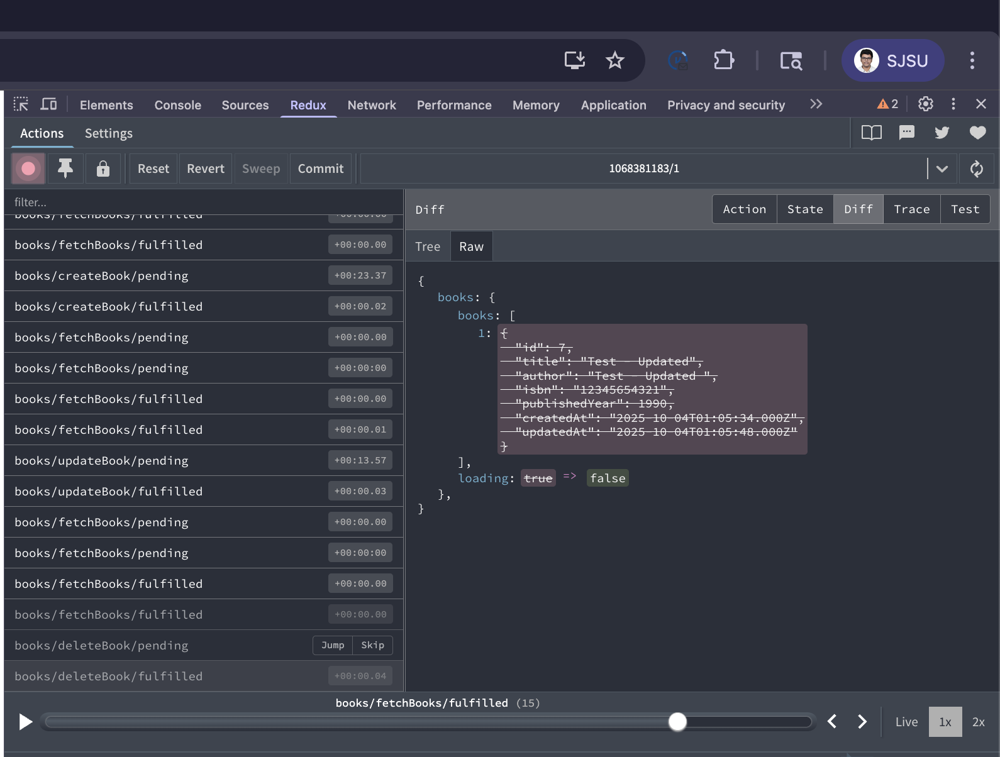 SJSU
Elements Console Sources Redux Network Performance Memory Application Privacy and security 2
Actions Settings
Reset Revert Sweep Commit 1068381183/1
filter...
books/fetchBooks/fulfilled +00:00.00
books/fetchBooks/fulfilled +00:00.00
books/createBook/pending +00:23.37
books/createBook/fulfilled +00:00.02
books/fetchBooks/pending +00:00.00
books/fetchBooks/pending +00:00:00
books/fetchBooks/fulfilled +00:00.00
books/fetchBooks/fulfilled +00:00.01
books/updateBook/pending +00:13.57
books/updateBook/fulfilled +00:00.03
books/fetchBooks/pending +00:00.00
books/fetchBooks/pending +00:00:00
books/fetchBooks/fulfilled +00:00.00
books/fetchBooks/fulfilled +00:00.00
books/deleteBook/pending Jump Skip
books/deleteBook/fulfilled +00:00.04
Diff Action State Diff Trace Test
Tree Raw
{
books: {
books: [
1: {
"id": 7,
"title": "Test - Updated",
"author": "Test - Updated ",
"isbn": "12345654321",
"publishedYear": 1990,
"createdAt": "2025-10-04T01:05:34.000Z",
"updatedAt": "2025-10-04T01:05:48.000Z"
}
],
loading: true => false
},
}
books/fetchBooks/fulfilled (15)
Live 1x 2x